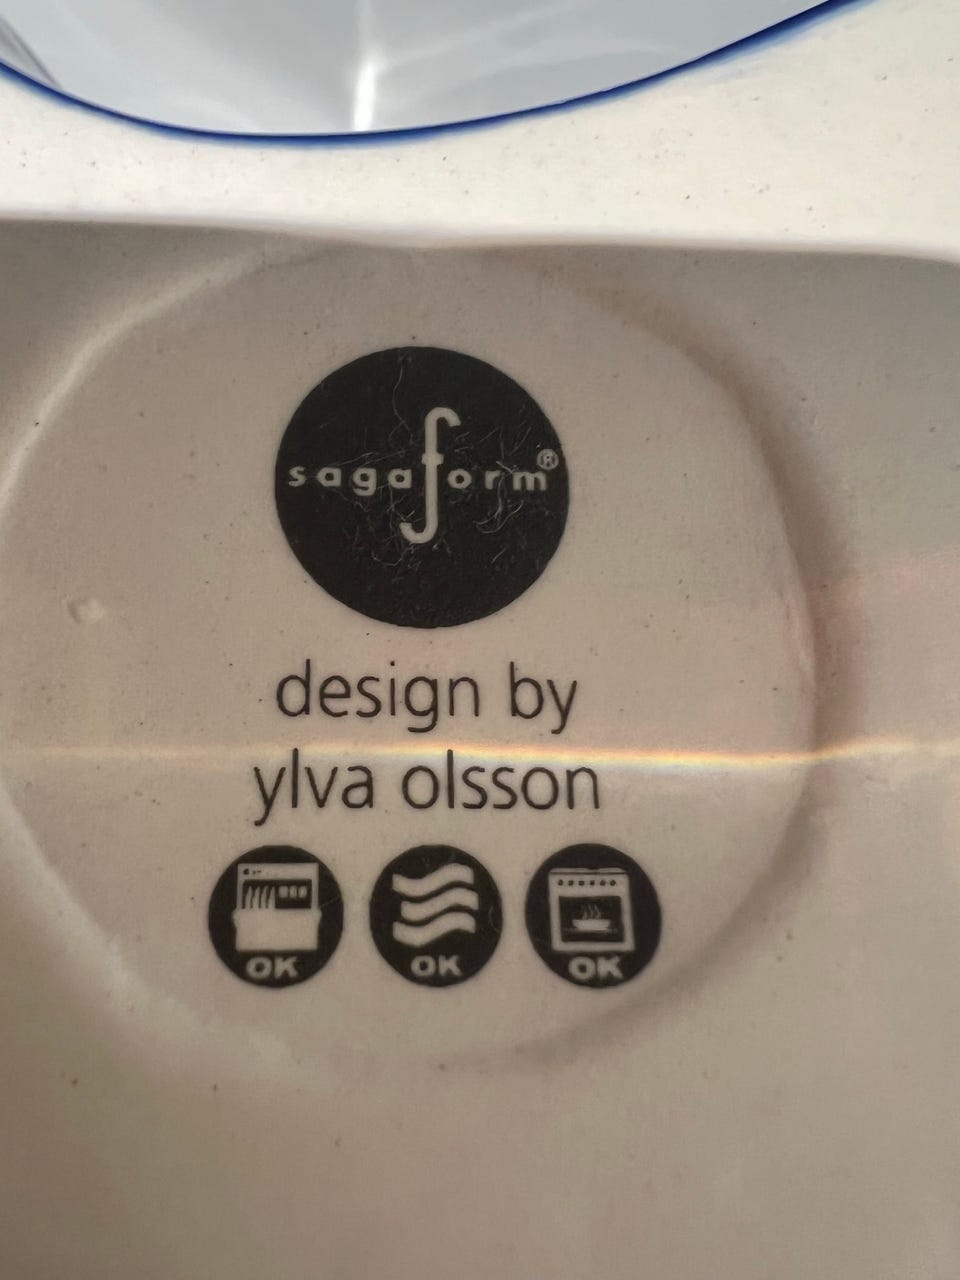 sagaform®
design by
ylva olsson
OK OK OK